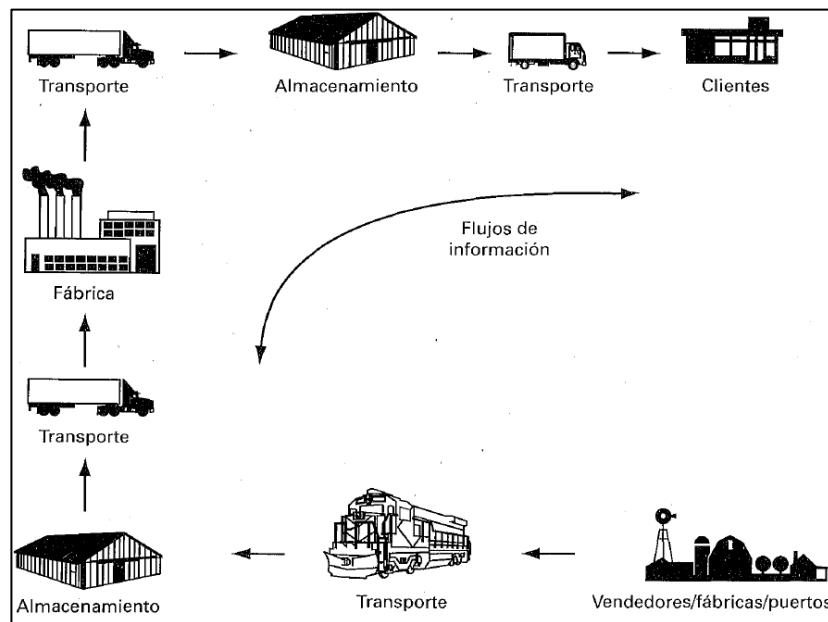 Transporte
Almacenamiento
Transporte
Clientes
Flujos de
información
Fábrica
Transporte
Almacenamiento
Transporte
Vendedores/fábricas/puertos